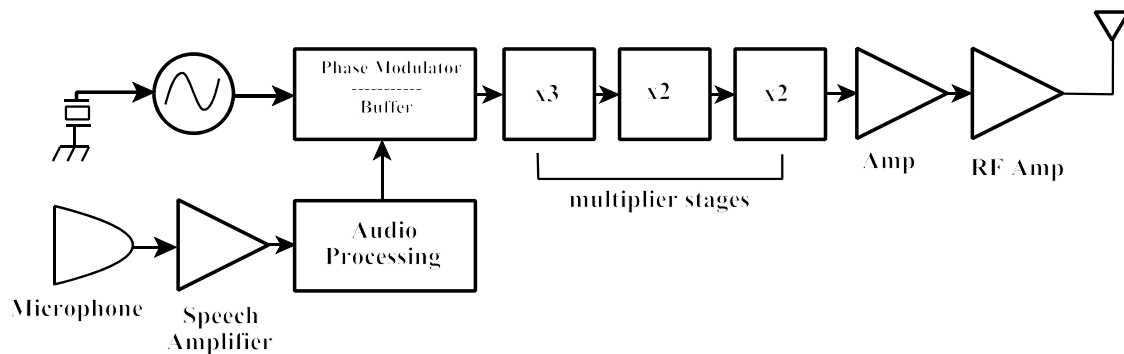 Phase Modulator
-----------
Buffer
x3
x2
x2
Amp
RF Amp
multiplier stages
Audio
Processing
Microphone
Speech
Amplifier